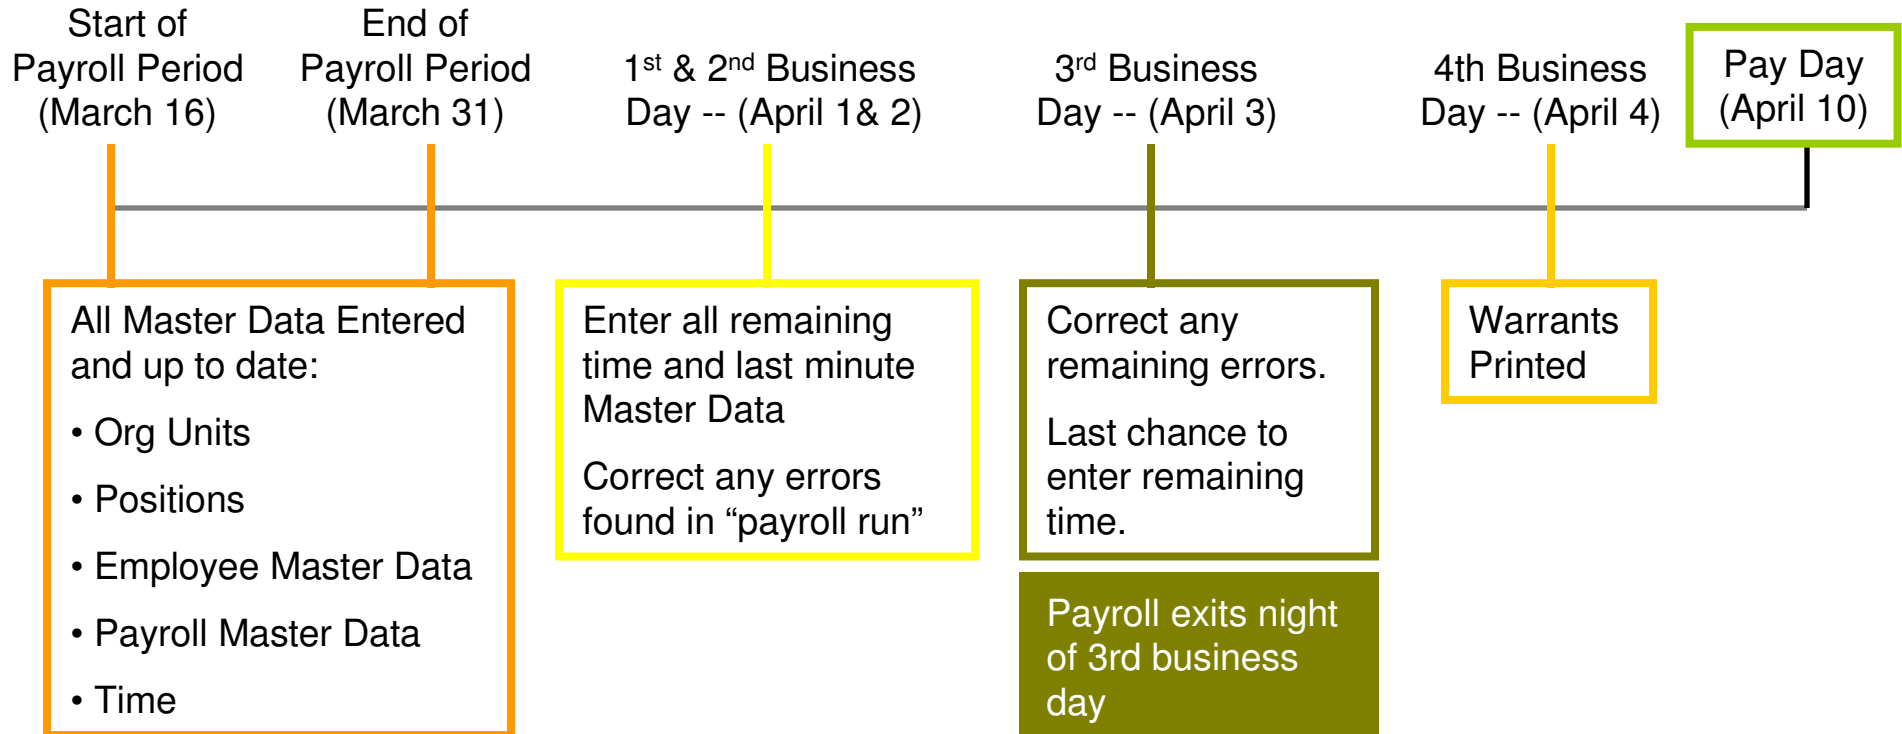 Start of
Payroll Period
(March 16)
End of
Payroll Period
(March 31)
1st & 2nd Business
Day -- (April 1& 2)
3rd Business
Day -- (April 3)
4th Business
Day -- (April 4)
Pay Day
(April 10)
All Master Data Entered
and up to date:
• Org Units
• Positions
• Employee Master Data
• Payroll Master Data
• Time
Enter all remaining
time and last minute
Master Data
Correct any errors
found in “payroll run”
Correct any
remaining errors.
Last chance to
enter remaining
time.
Payroll exits night
of 3rd business
day
Warrants
Printed